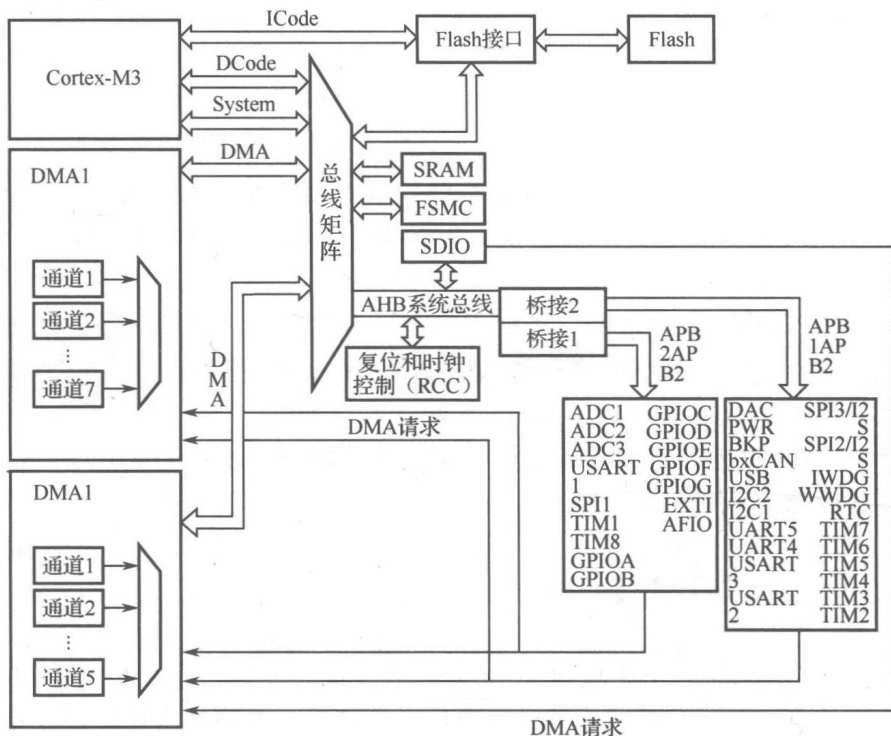 ICode
Flash接口
Flash
Cortex-M3
DCode
System
DMA1
DMA
总
线
矩
阵
SRAM
FSMC
SDIO
通道1
通道2
⋮
通道7
AHB系统总线
桥接2
桥接1
复位和时钟
控制（RCC）
APB
2AP
B2
APB
1AP
B2
D
M
A
DMA请求
ADC1 GPIOC
ADC2 GPIOD
ADC3 GPIOE
USART GPIOF
1 GPIOG
SPI1 EXTI
TIM1 AFIO
TIM8
GPIOA
GPIOB
DAC SPI3/I2
PWR S
BKP SPI2/I2
bxCAN S
USB IWDG
I2C2 WWDG
I2C1 RTC
UART5 TIM7
UART4 TIM6
USART TIM5
3 TIM4
USART TIM3
2 TIM2
DMA1
通道1
通道2
⋮
通道5
DMA请求